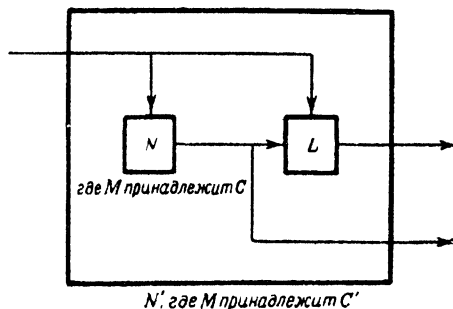 N
L
где M принадлежит C
N', где M принадлежит C'